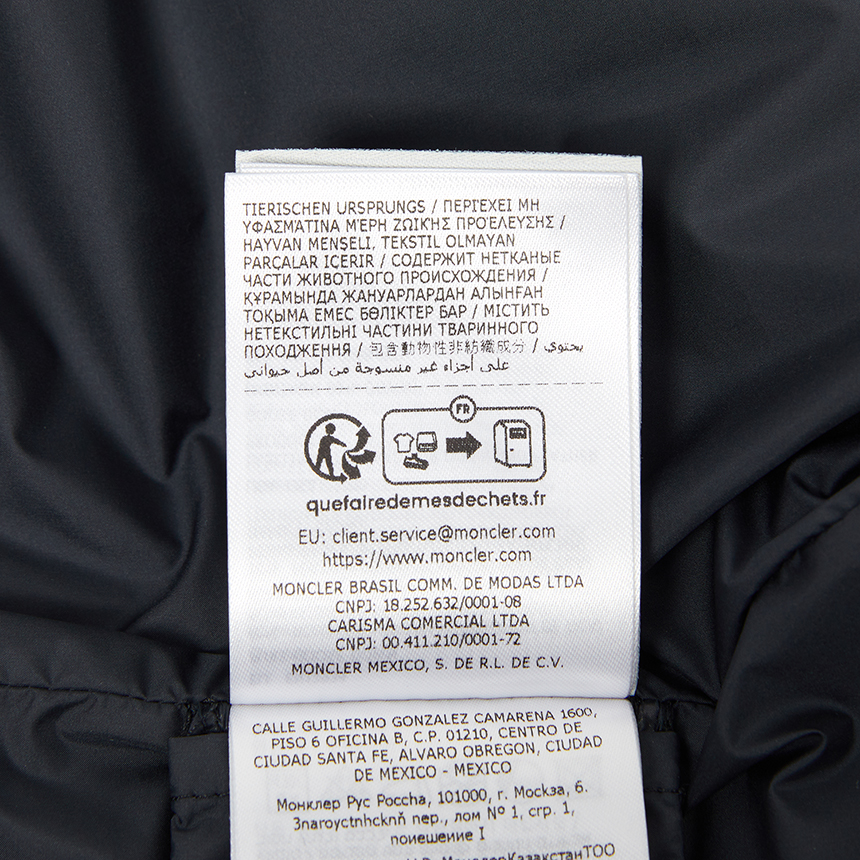 TIERISCHEN URSPRUNGS / ΠΕΡΙΈΧΕΙ ΜΗ
ΥΦΑΣΜΆΤΙΝΑ ΜΈΡΗ ΖΩΙΚΉΣ ΠΡΟΈΛΕΥΣΗΣ /
HAYVAN MENŞELİ, TEKSTIL OLMAYAN
PARÇALAR IÇERIR / СОДЕРЖИТ НЕТКАНЫЕ
ЧАСТИ ЖИВОТНОГО ПРОИСХОЖДЕНИЯ /
ҚҰРАМЫНДА ЖАНУАРЛАРДАН АЛЫНҒАН
ТОҚЫМА ЕМЕС БӨЛІКТЕР БАР / МІСТИТЬ
НЕТЕКСТИЛЬНІ ЧАСТИНИ ТВАРИННОГО
ПОХОДЖЕННЯ / 包含動物性非紡織成分 / يحتوي
على أجزاء غير منسوجة من أصل حيواني
FR
quefairedemesdechets.fr
EU: client.service@moncler.com
https://www.moncler.com
MONCLER BRASIL COMM. DE MODAS LTDA
CNPJ: 18.252.632/0001-08
CARISMA COMERCIAL LTDA
CNPJ: 00.411.210/0001-72
MONCLER MEXICO, S. DE R.L. DE C.V.
CALLE GUILLERMO GONZALEZ CAMARENA 1600,
PISO 6 OFICINA B, C.P. 01210, CENTRO DE
CIUDAD SANTA FE, ALVARO OBREGON, CIUDAD
DE MEXICO - MEXICO
Монклер Рус Poccha, 101000, г. Москза, 6.
3naroyctnhcknň nep., лом № 1, стр. 1,
помешение I
МонклерКазахстанТОО